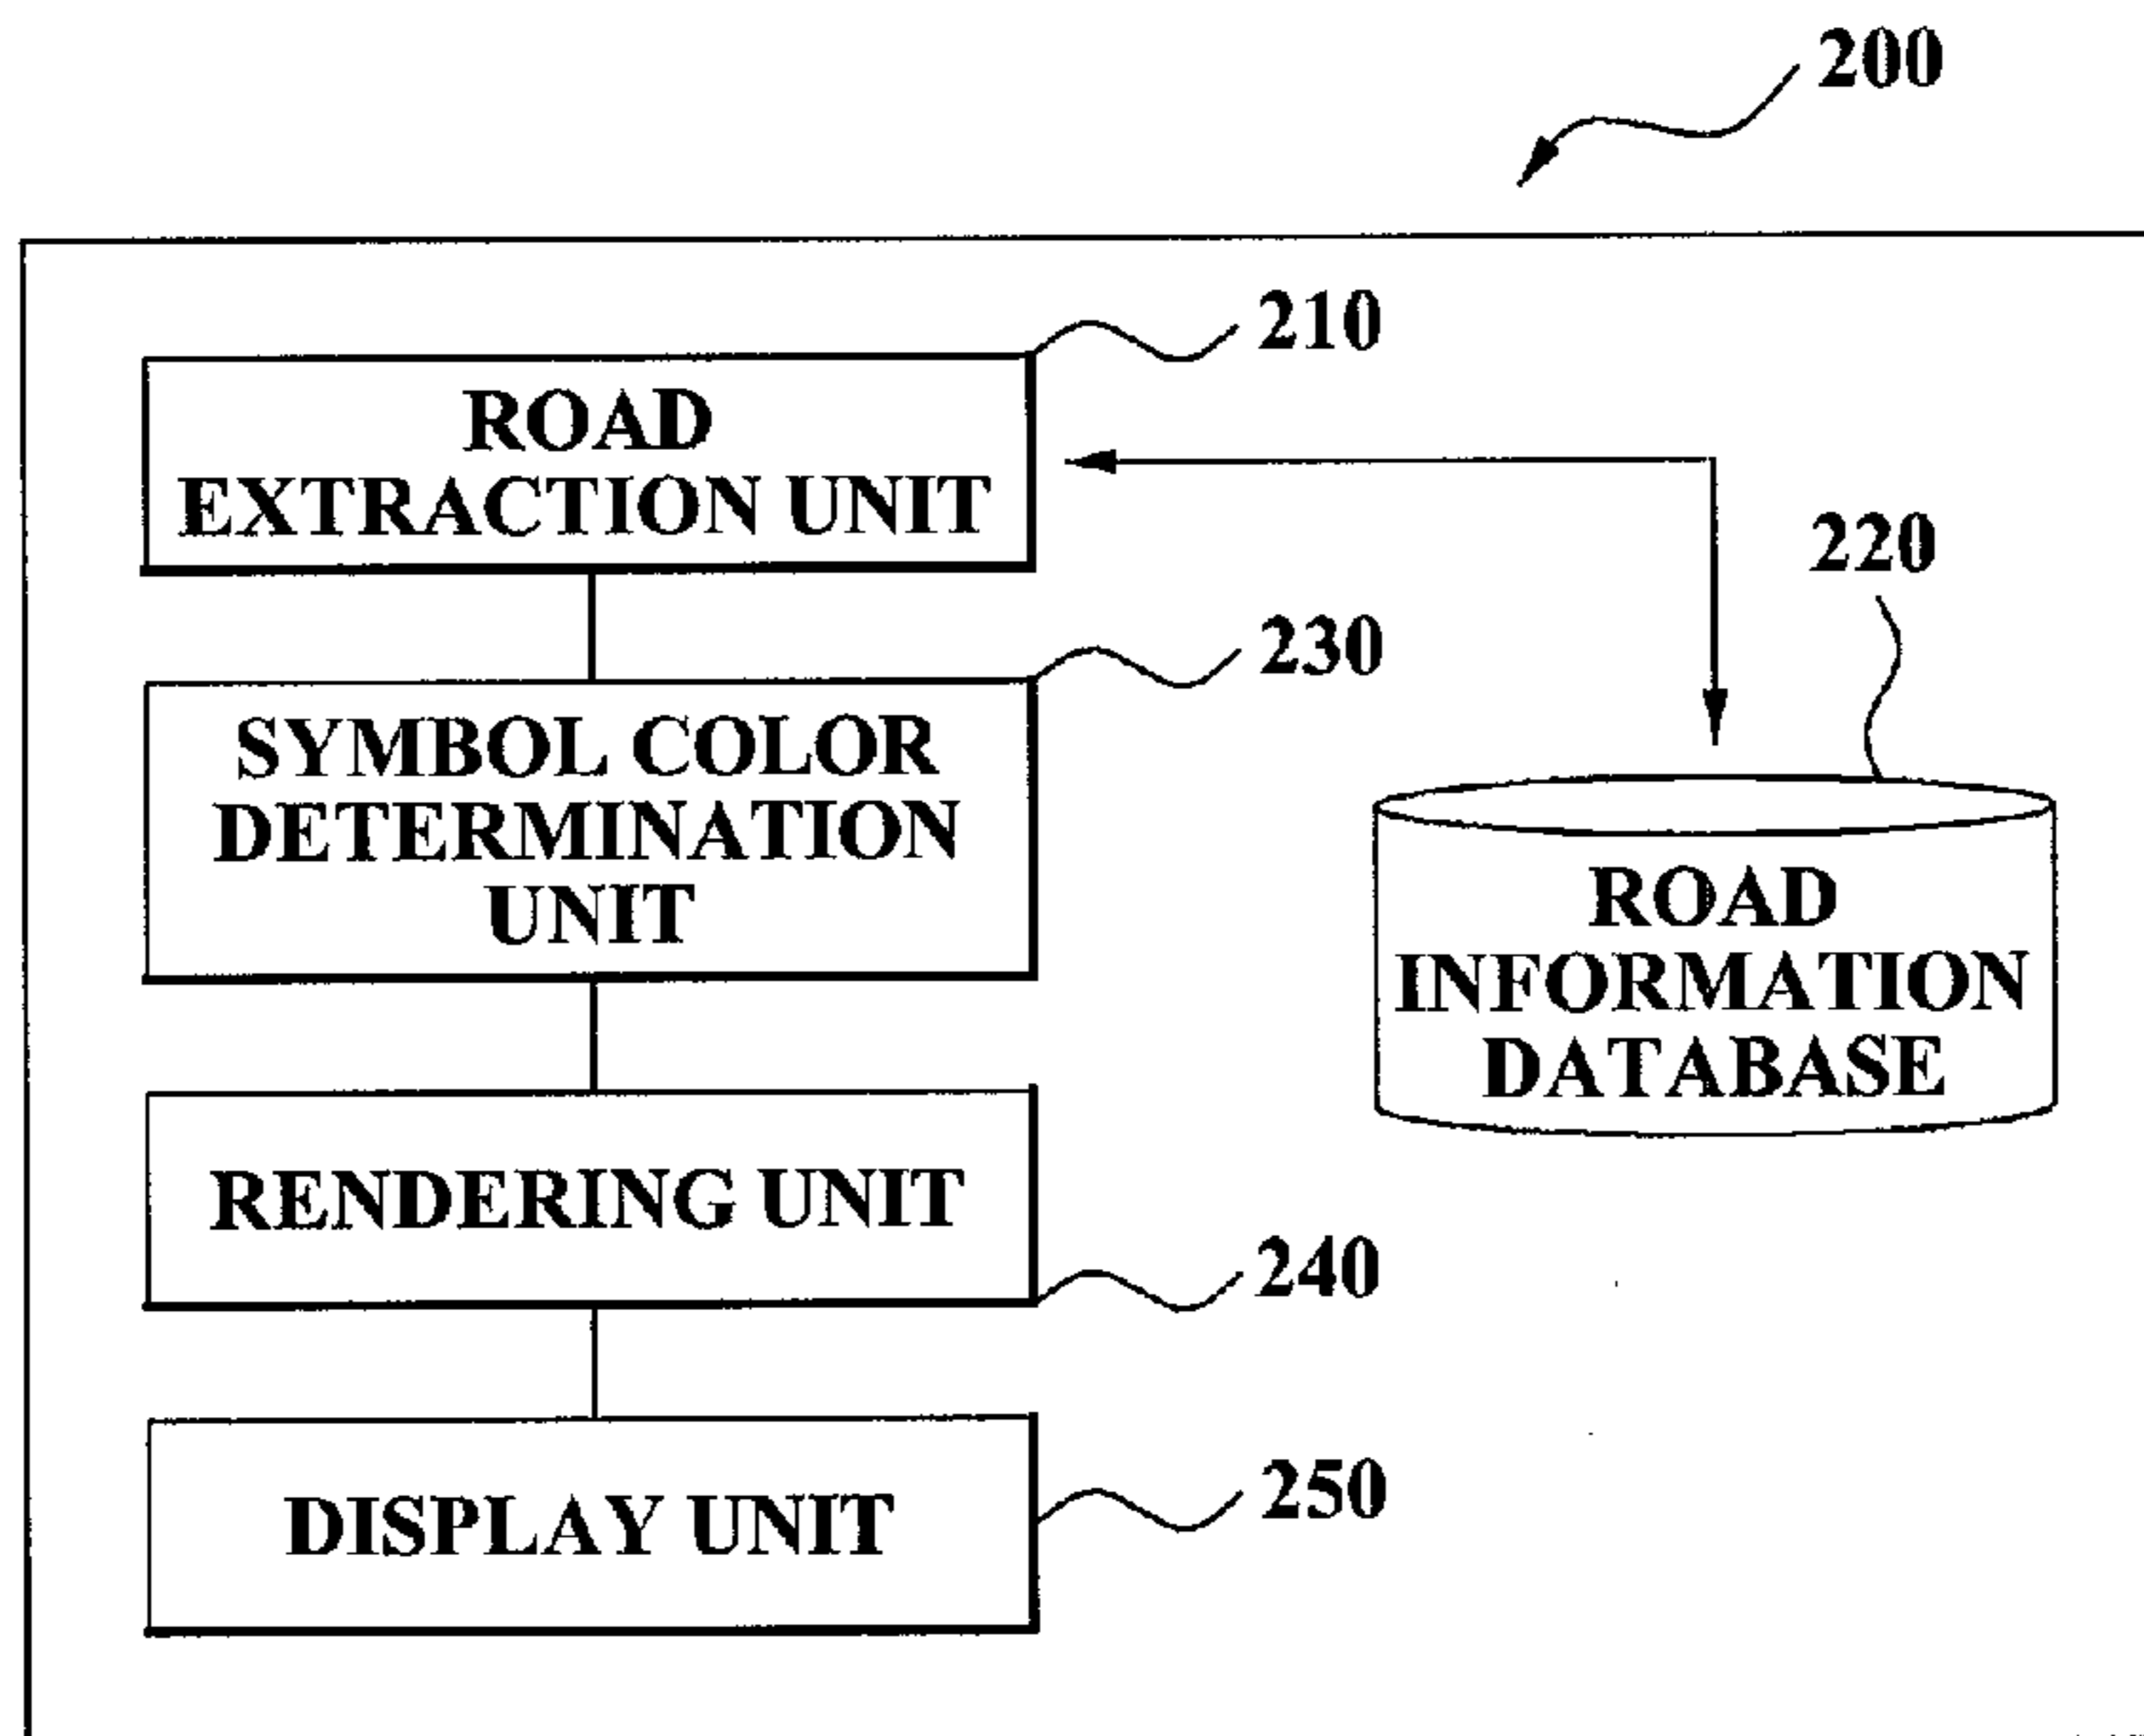 200
210
ROAD
EXTRACTION UNIT
220
230
SYMBOL COLOR
DETERMINATION
UNIT
ROAD
INFORMATION
DATABASE
RENDERING UNIT
240
DISPLAY UNIT
250